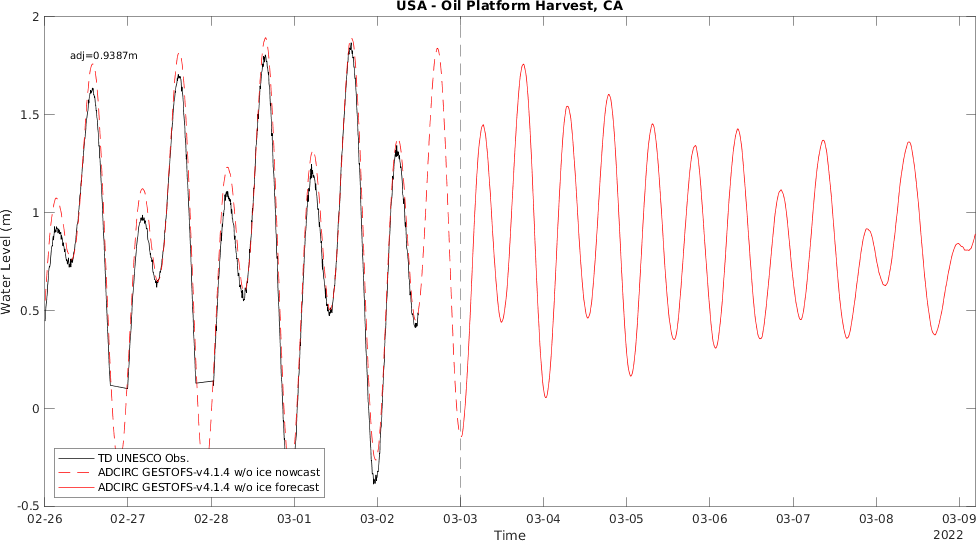 USA - Oil Platform Harvest, CA
adj=0.9387m
Water Level (m)
2
1.5
1
0.5
0
-0.5
TD UNESCO Obs.
ADCIRC GESTOFS-v4.1.4 w/o ice nowcast
ADCIRC GESTOFS-v4.1.4 w/o ice forecast
02-26 02-27 02-28 03-01 03-02 03-03 03-04 03-05 03-06 03-07 03-08 03-09
Time
2022